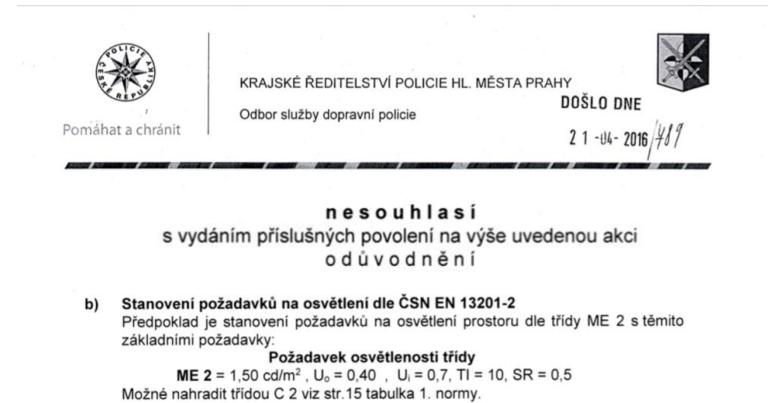 POLICIE ČESKÉ REPUBLIKY
Pomáhat a chránit
KRAJSKÉ ŘEDITELSTVÍ POLICIE HL. MĚSTA PRAHY
Odbor služby dopravní policie
DOŠLO DNE
21 -04- 2016 /489
nesouhlasí
s vydáním příslušných povolení na výše uvedenou akci
odůvodnění
b) Stanovení požadavků na osvětlení dle ČSN EN 13201-2
Předpoklad je stanovení požadavků na osvětlení prostoru dle třídy ME 2 s těmito
základními požadavky:
Požadavek osvětlenosti třídy
ME 2 = 1,50 cd/m², Uₒ = 0,40 , Uᵢ = 0,7, TI = 10, SR = 0,5
Možné nahradit třídou C 2 viz str.15 tabulka 1. normy.